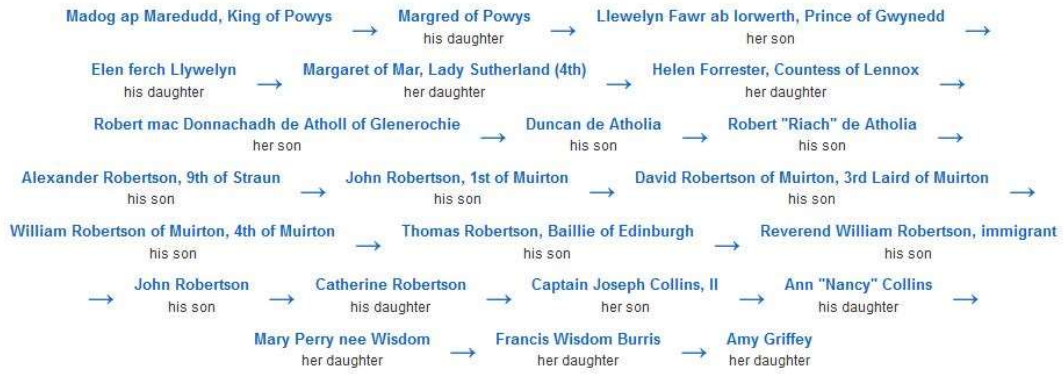 Madog ap Maredudd, King of Powys → Margred of Powys → Llewelyn Fawr ab Iorwerth, Prince of Gwynedd →
his daughter her son
Elen ferch Llywelyn → Margaret of Mar, Lady Sutherland (4th) → Helen Forrester, Countess of Lennox →
his daughter her daughter her daughter
Robert mac Donnachadh de Atholl of Glenerochie → Duncan de Atholia → Robert "Riach" de Atholia →
her son his son his son
Alexander Robertson, 9th of Straun → John Robertson, 1st of Muirton → David Robertson of Muirton, 3rd Laird of Muirton →
his son his son his son
William Robertson of Muirton, 4th of Muirton → Thomas Robertson, Baillie of Edinburgh → Reverend William Robertson, immigrant
his son his son his son
→ John Robertson → Catherine Robertson → Captain Joseph Collins, II → Ann "Nancy" Collins →
his son his daughter her son his daughter
Mary Perry nee Wisdom → Francis Wisdom Burris → Amy Griffey
her daughter her daughter her daughter